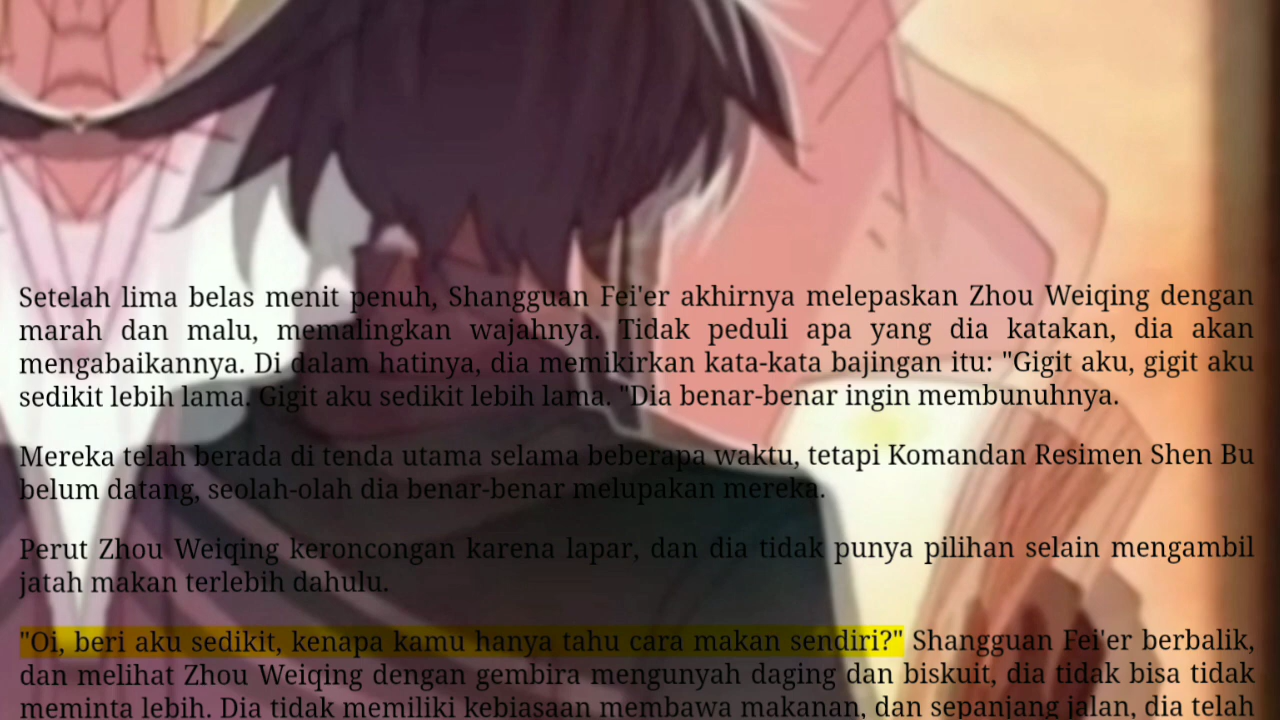 Setelah lima belas menit penuh, Shangguan Fei'er akhirnya melepaskan Zhou Weiqing dengan
marah dan malu, memalingkan wajahnya. Tidak peduli apa yang dia katakan, dia akan
mengabaikannya. Di dalam hatinya, dia memikirkan kata-kata bajingan itu: "Gigit aku, gigit aku
sedikit lebih lama. Gigit aku sedikit lebih lama. "Dia benar-benar ingin membunuhnya.
Mereka telah berada di tenda utama selama beberapa waktu, tetapi Komandan Resimen Shen Bu
belum datang, seolah-olah dia benar-benar melupakan mereka.
Perut Zhou Weiqing keroncongan karena lapar, dan dia tidak punya pilihan selain mengambil
jatah makan terlebih dahulu.
"Oi, beri aku sedikit, kenapa kamu hanya tahu cara makan sendiri?" Shangguan Fei'er berbalik,
dan melihat Zhou Weiqing dengan gembira mengunyah daging dan biskuit, dia tidak bisa tidak
meminta lebih. Dia tidak memiliki kebiasaan membawa makanan, dan sepanjang jalan, dia telah